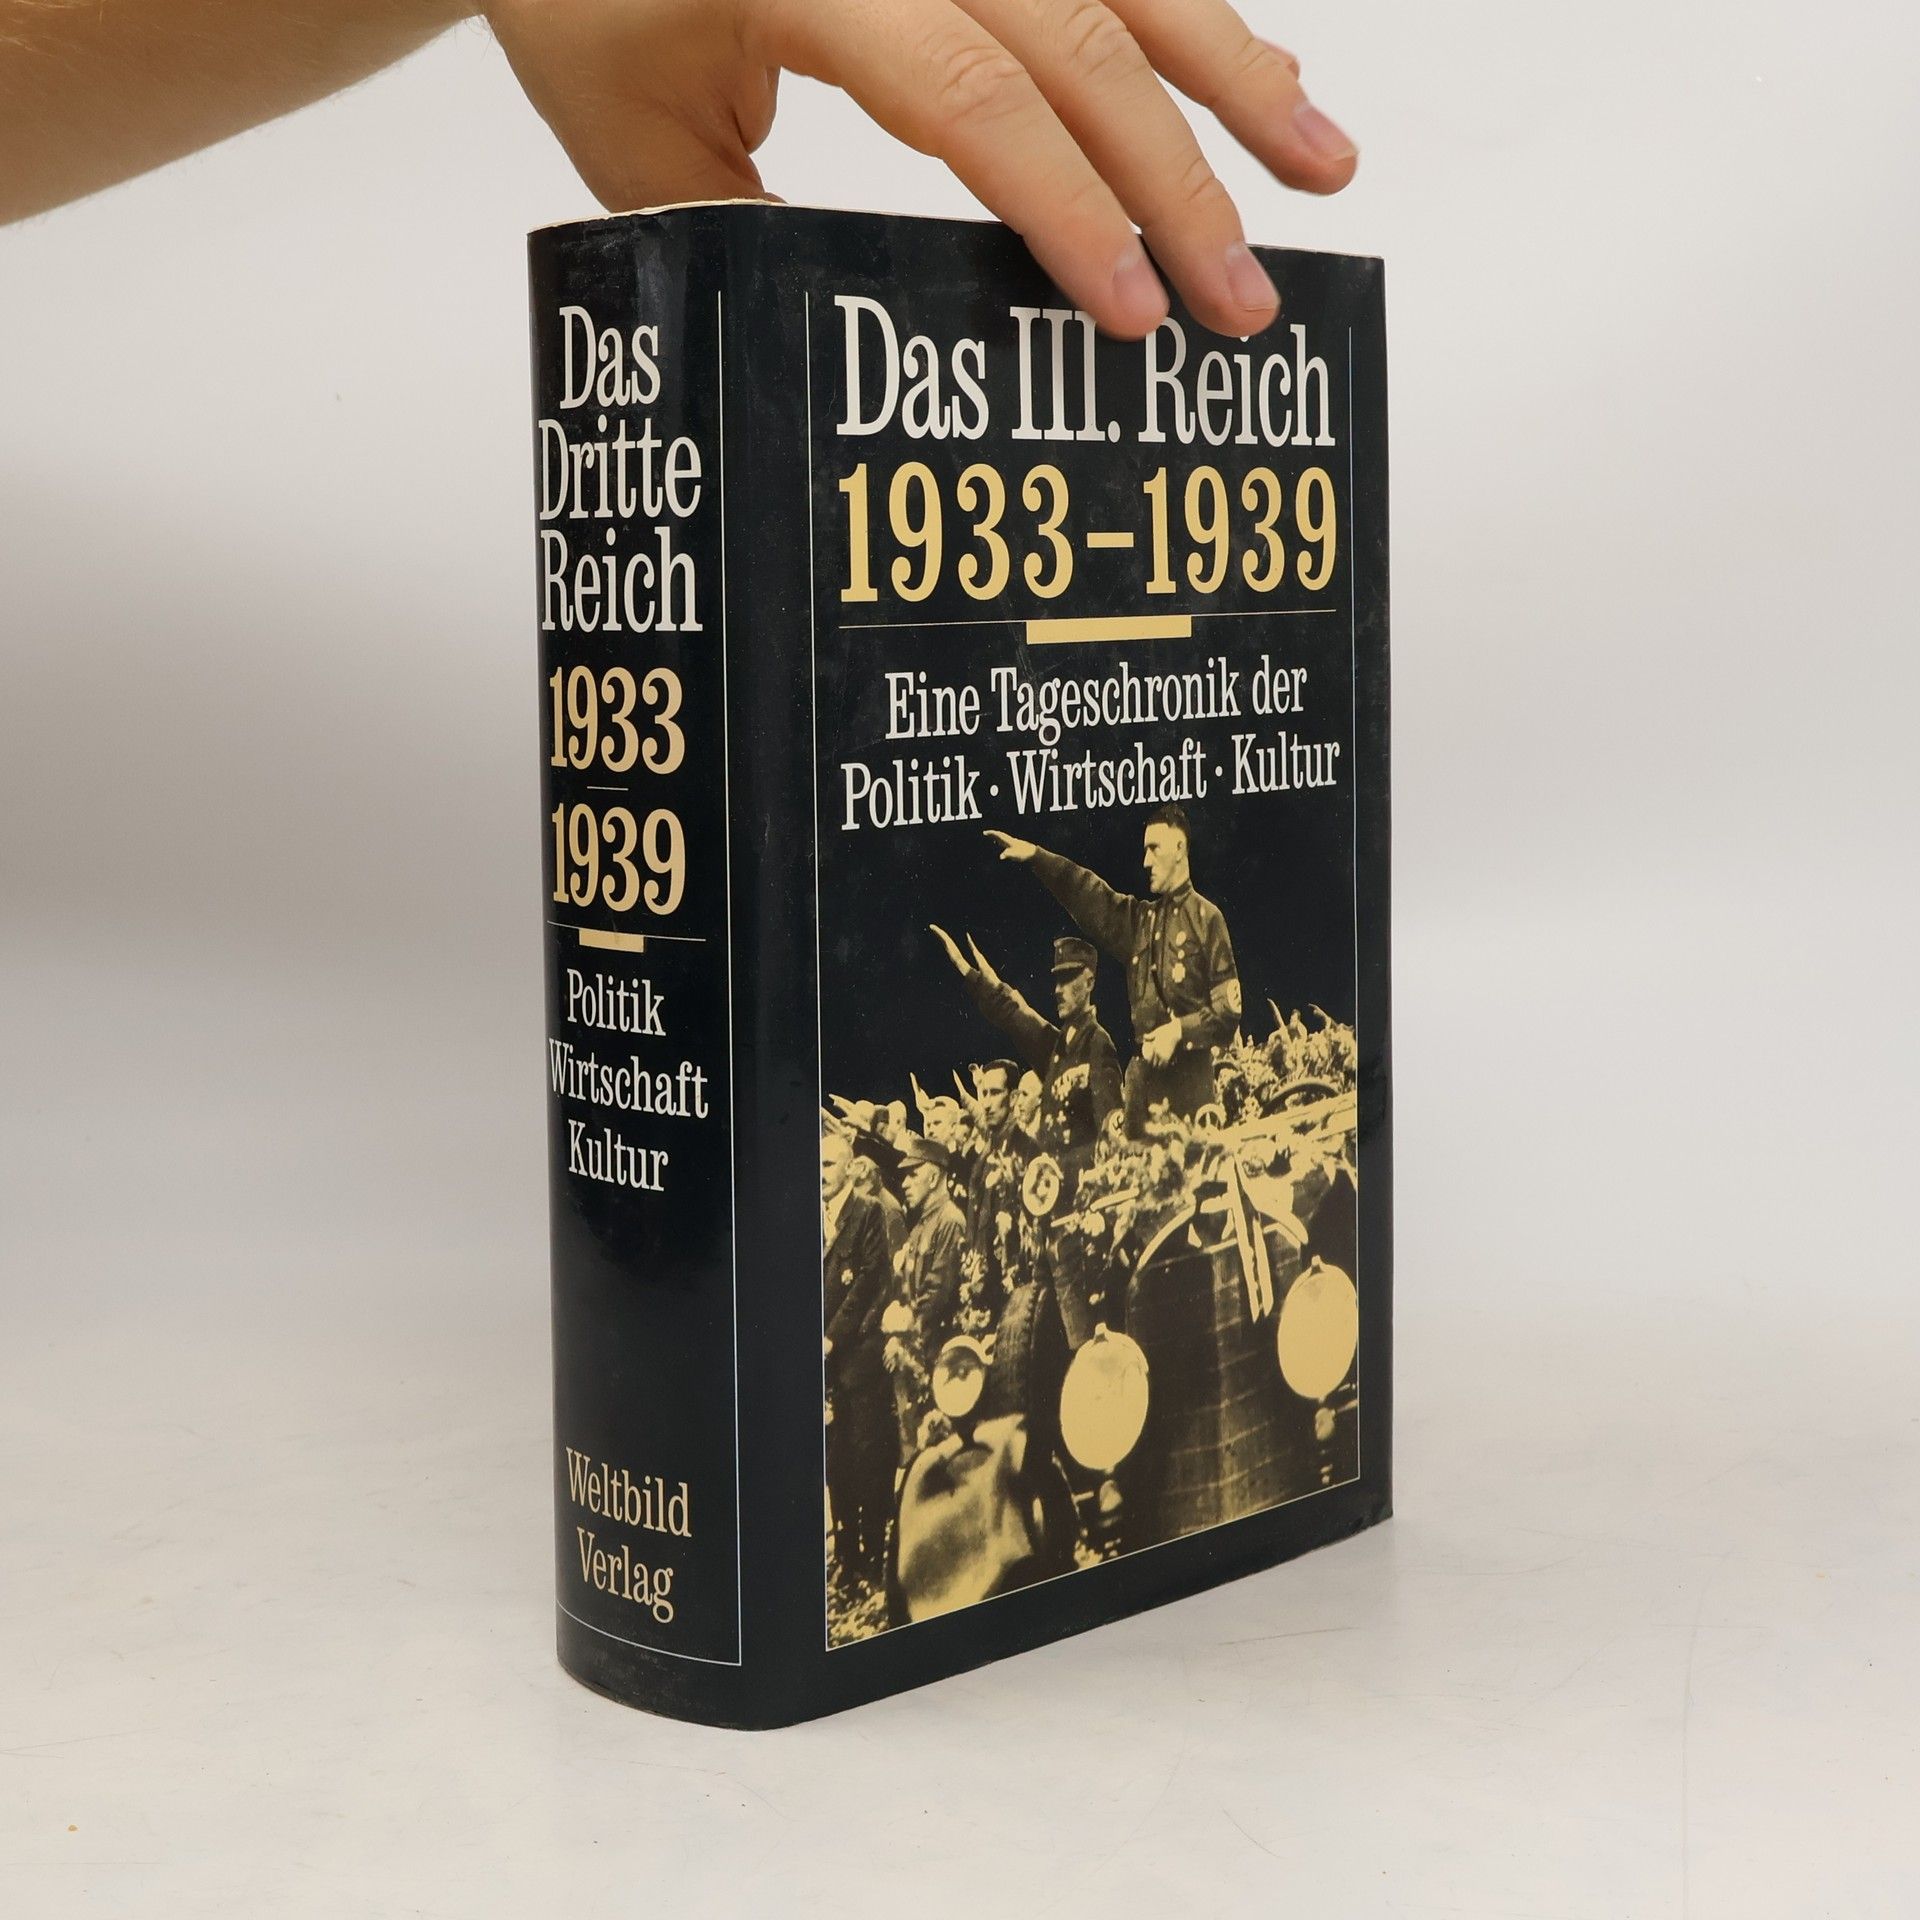 Das
Dritte
Reich
1933
–
1939
Politik
Wirtschaft
Kultur
Weltbild
Verlag
Das III. Reich
1933–1939
Eine Tageschronik der
Politik · Wirtschaft · Kultur